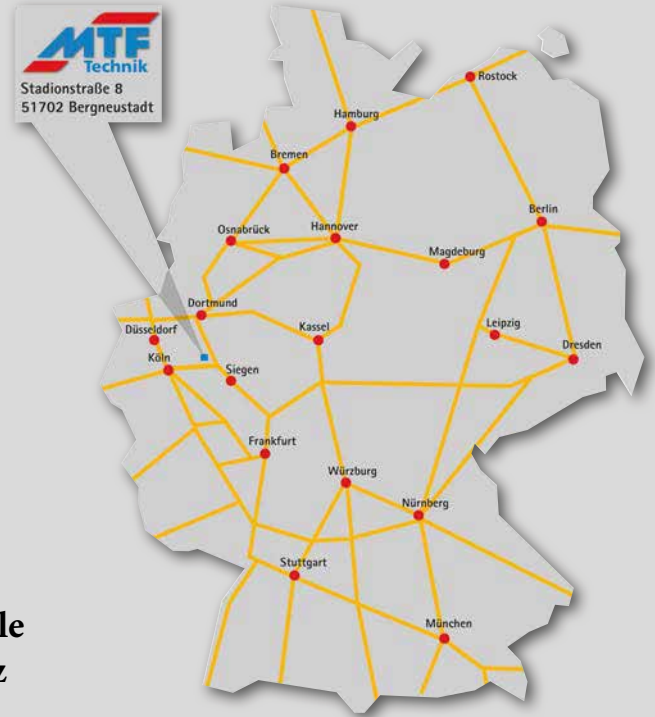 MTF
Technik
Stadionstraße 8
51702 Bergneustadt
Rostock
Hamburg
Bremen
Berlin
Osnabrück
Hannover
Magdeburg
Dortmund
Düsseldorf
Kassel
Leipzig
Dresden
Köln
Siegen
Frankfurt
Würzburg
Nürnberg
Stuttgart
München
le
z